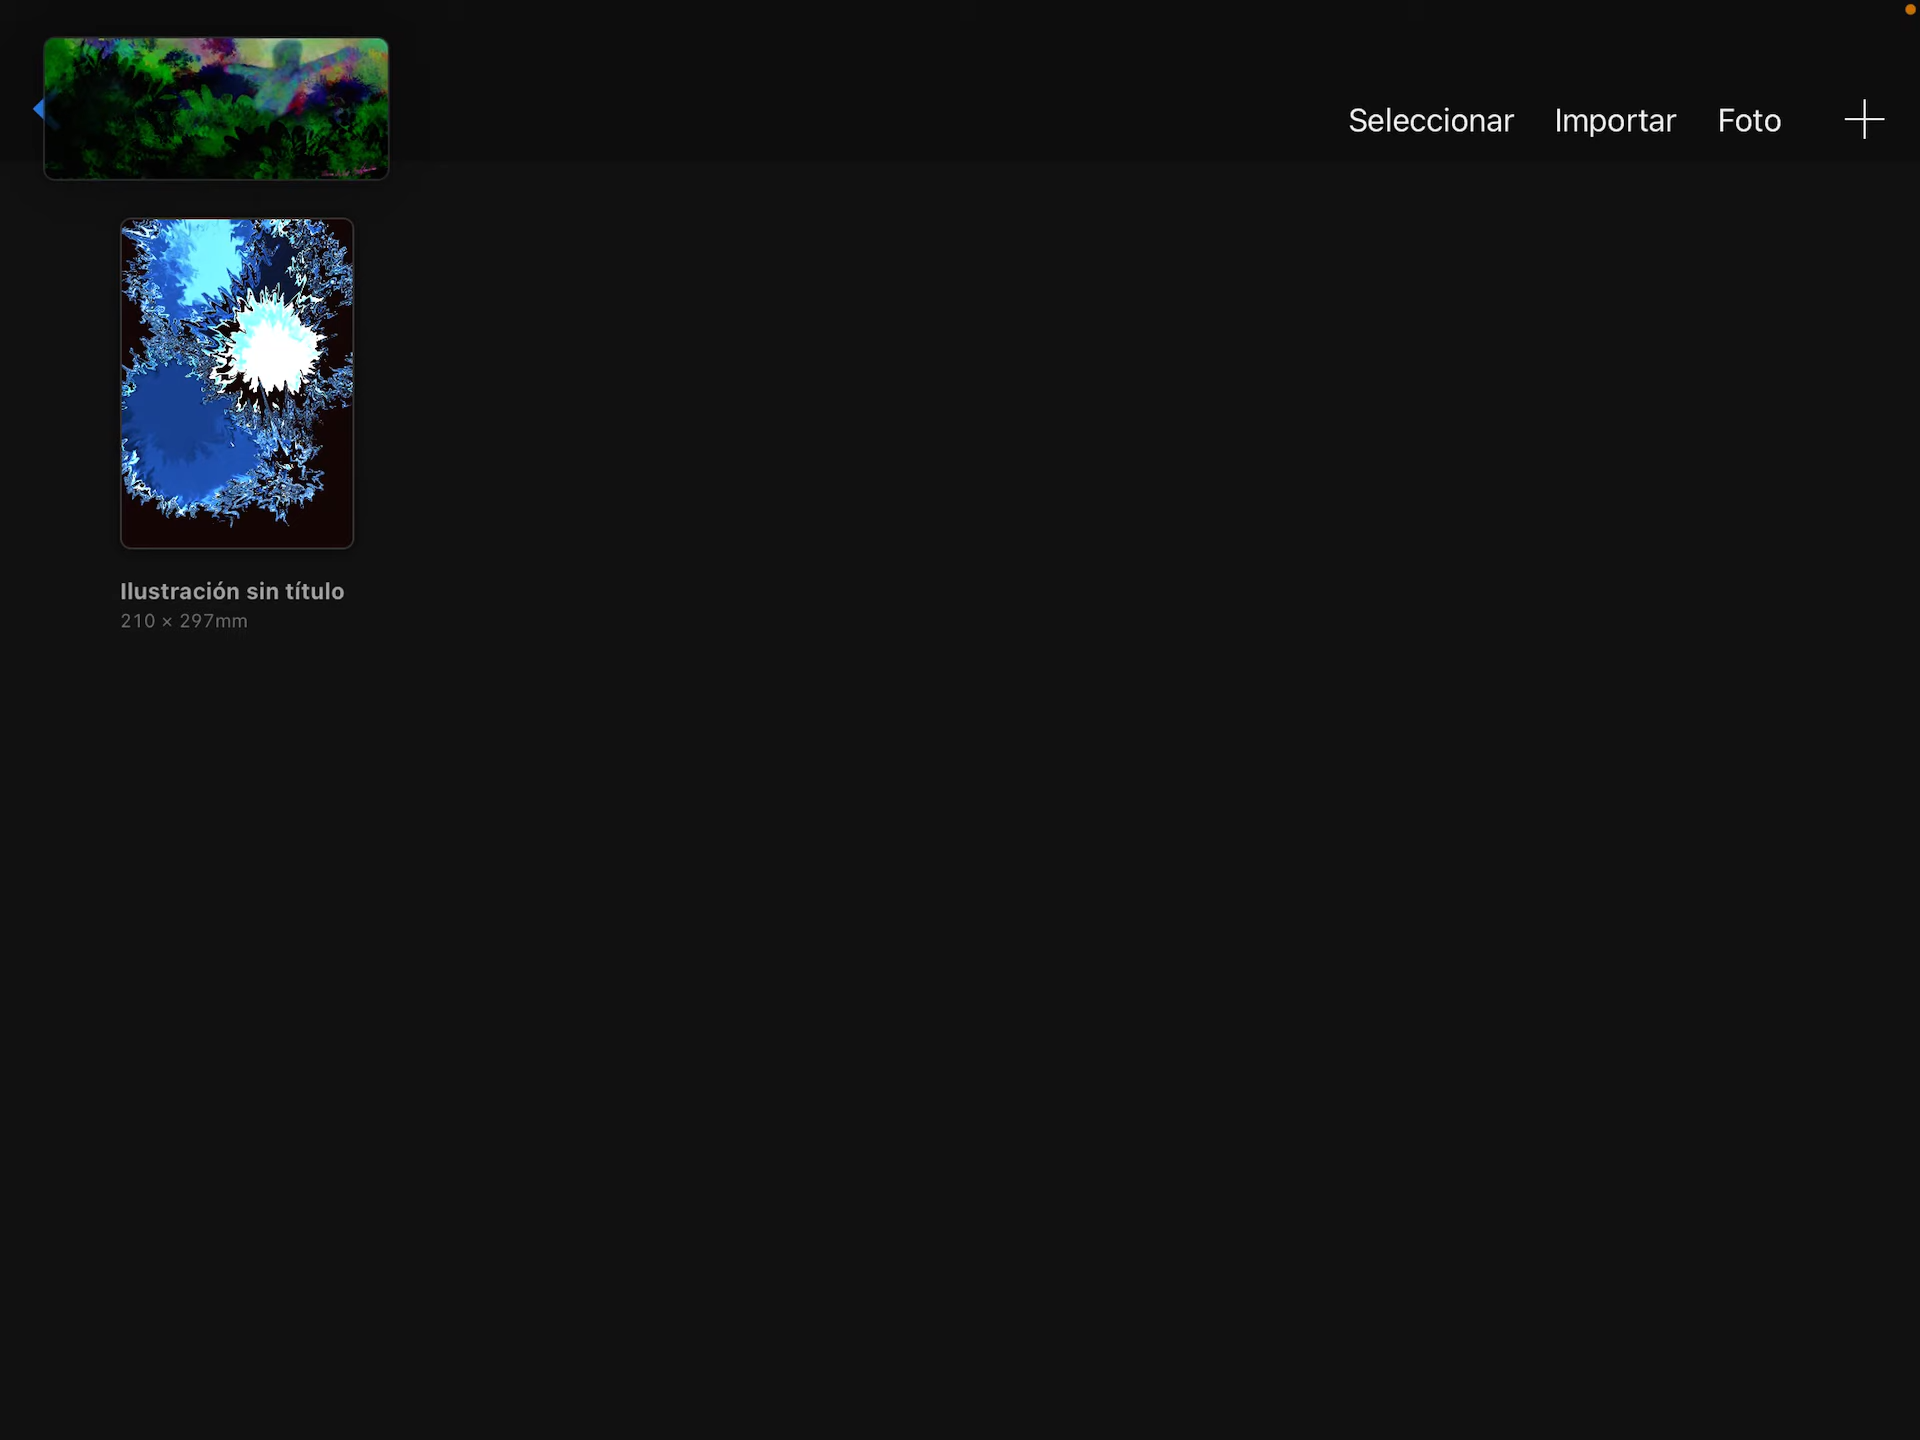 Seleccionar Importar Foto
Ilustración sin título
210 × 297mm